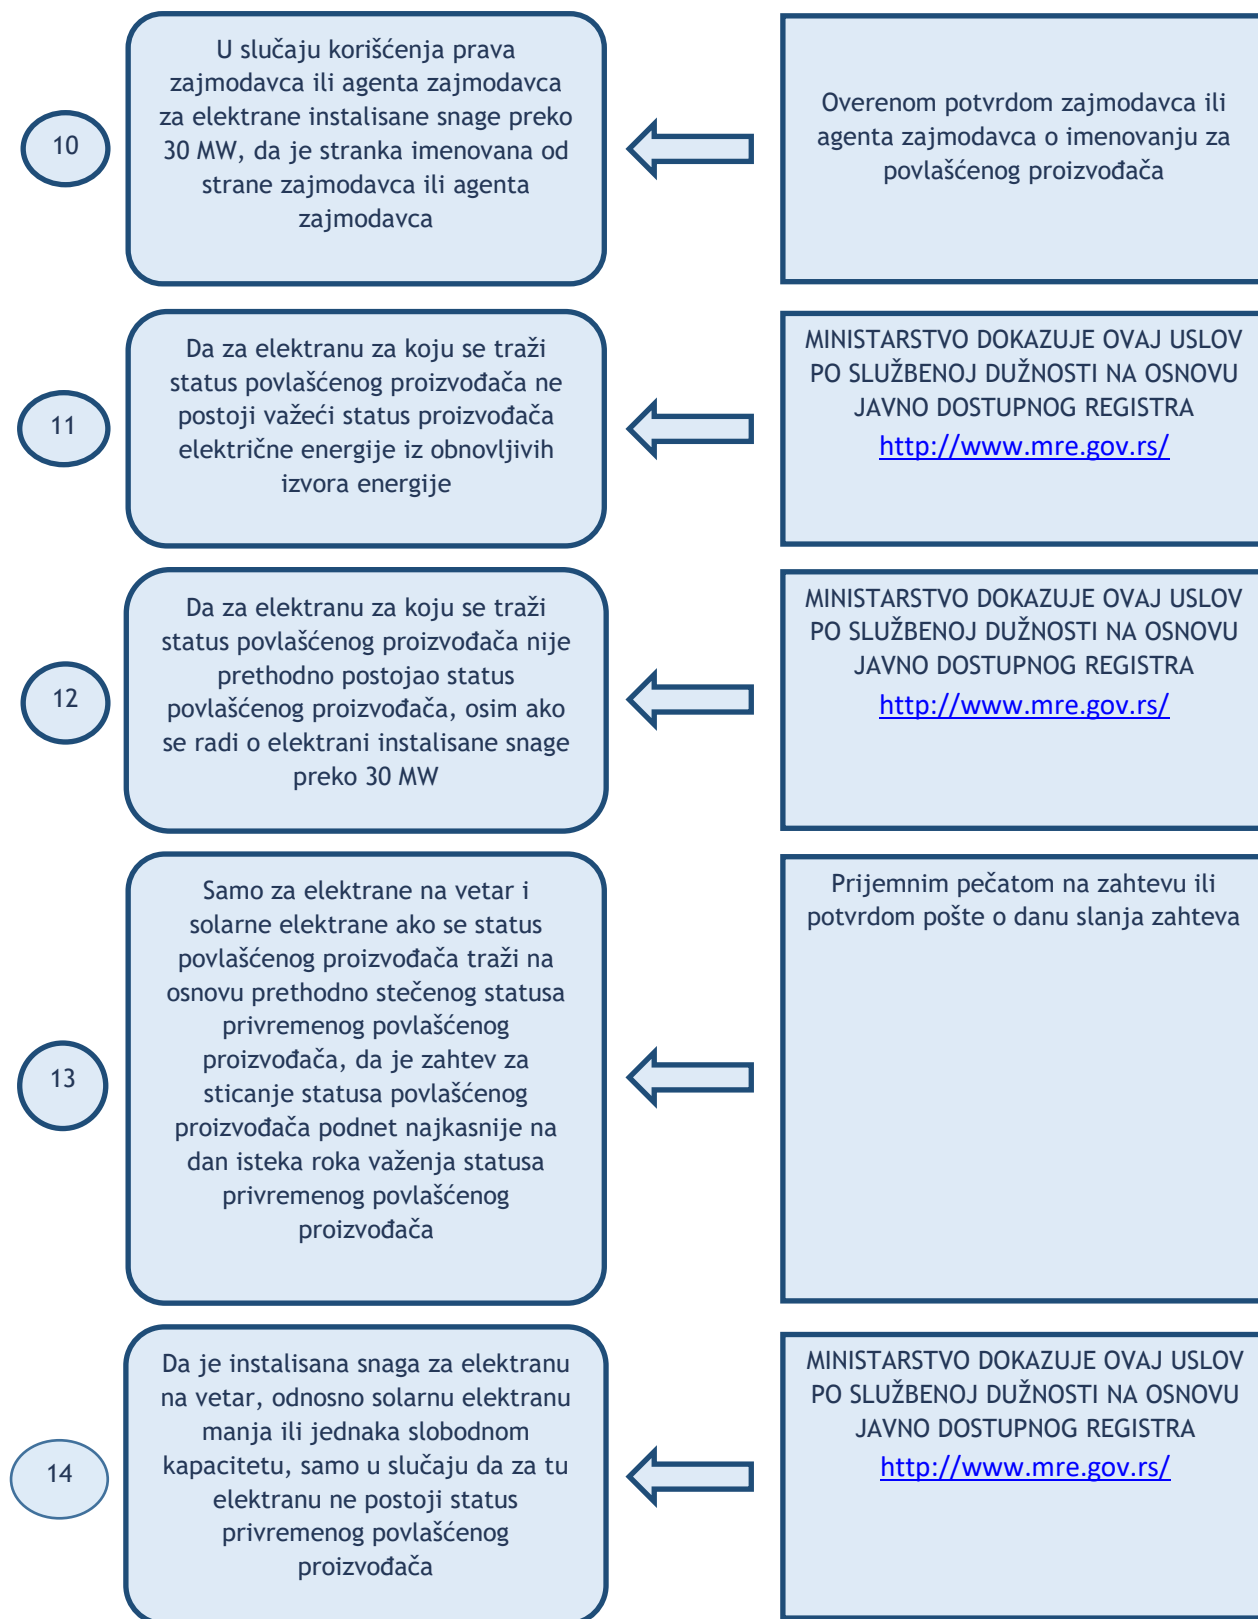 10
U slučaju korišćenja prava
zajmodavca ili agenta zajmodavca
za elektrane instalisane snage preko
30 MW, da je stranka imenovana od
strane zajmodavca ili agenta
zajmodavca
Overenom potvrdom zajmodavca ili
agenta zajmodavca o imenovanju za
povlašćenog proizvođača
11
Da za elektranu za koju se traži
status povlašćenog proizvođača ne
postoji važeći status proizvođača
električne energije iz obnovljivih
izvora energije
MINISTARSTVO DOKAZUJE OVAJ USLOV
PO SLUŽBENOJ DUŽNOSTI NA OSNOVU
JAVNO DOSTUPNOG REGISTRA
http://www.mre.gov.rs/
12
Da za elektranu za koju se traži
status povlašćenog proizvođača nije
prethodno postojao status
povlašćenog proizvođača, osim ako
se radi o elektrani instalisane snage
preko 30 MW
MINISTARSTVO DOKAZUJE OVAJ USLOV
PO SLUŽBENOJ DUŽNOSTI NA OSNOVU
JAVNO DOSTUPNOG REGISTRA
http://www.mre.gov.rs/
13
Samo za elektrane na vetar i
solarne elektrane ako se status
povlašćenog proizvođača traži na
osnovu prethodno stečenog statusa
privremenog povlašćenog
proizvođača, da je zahtev za
sticanje statusa povlašćenog
proizvođača podnet najkasnije na
dan isteka roka važenja statusa
privremenog povlašćenog
proizvođača
Prijemnim pečatom na zahtevu ili
potvrdom pošte o danu slanja zahteva
14
Da je instalisana snaga za elektranu
na vetar, odnosno solarnu elektranu
manja ili jednaka slobodnom
kapacitetu, samo u slučaju da za tu
elektranu ne postoji status
privremenog povlašćenog
proizvođača
MINISTARSTVO DOKAZUJE OVAJ USLOV
PO SLUŽBENOJ DUŽNOSTI NA OSNOVU
JAVNO DOSTUPNOG REGISTRA
http://www.mre.gov.rs/